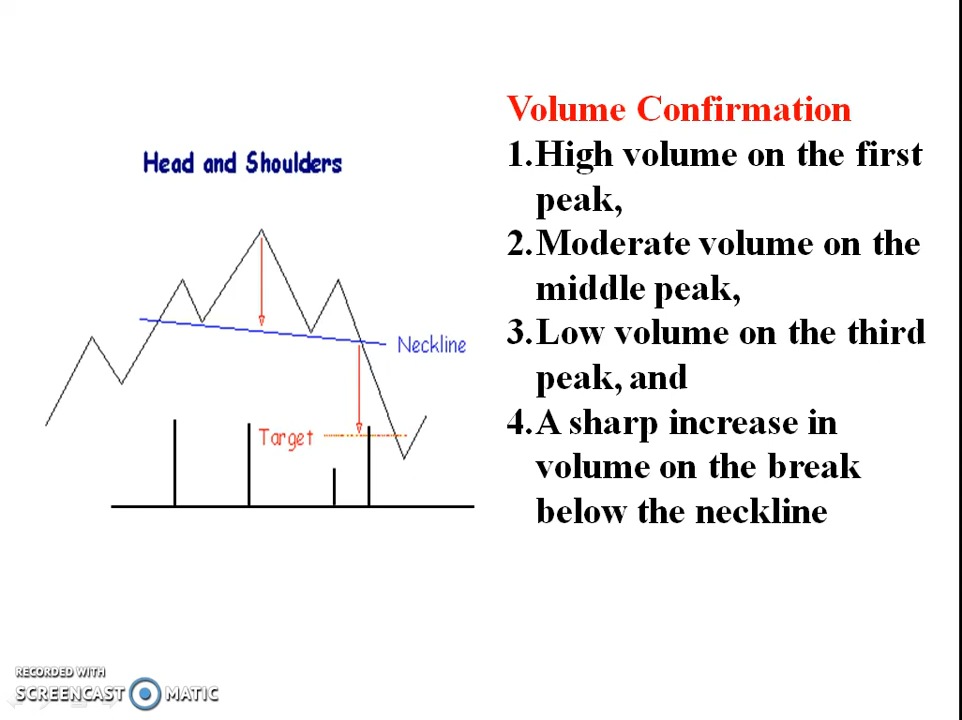 Head and Shoulders
Neckline
Target
Volume Confirmation
1.High volume on the first
peak,
2.Moderate volume on the
middle peak,
3.Low volume on the third
peak, and
4.A sharp increase in
volume on the break
below the neckline
RECORDED WITH
SCREENCAST MATIC